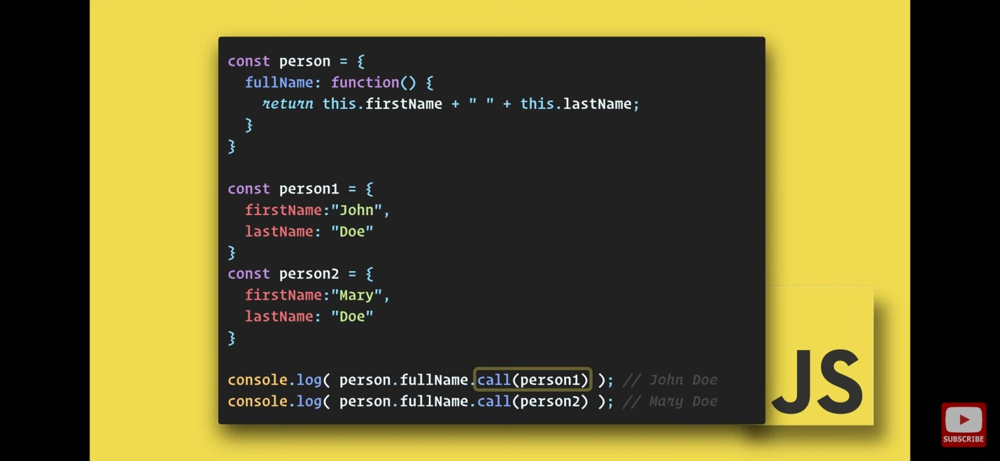 const person = {
  fullName: function() {
    return this.firstName + " " + this.lastName;
  }
}

const person1 = {
  firstName:"John",
  lastName: "Doe"
}
const person2 = {
  firstName:"Mary",
  lastName: "Doe"
}

console.log( person.fullName.call(person1) ); // John Doe
console.log( person.fullName.call(person2) ); // Mary Doe
JS
SUBSCRIBE